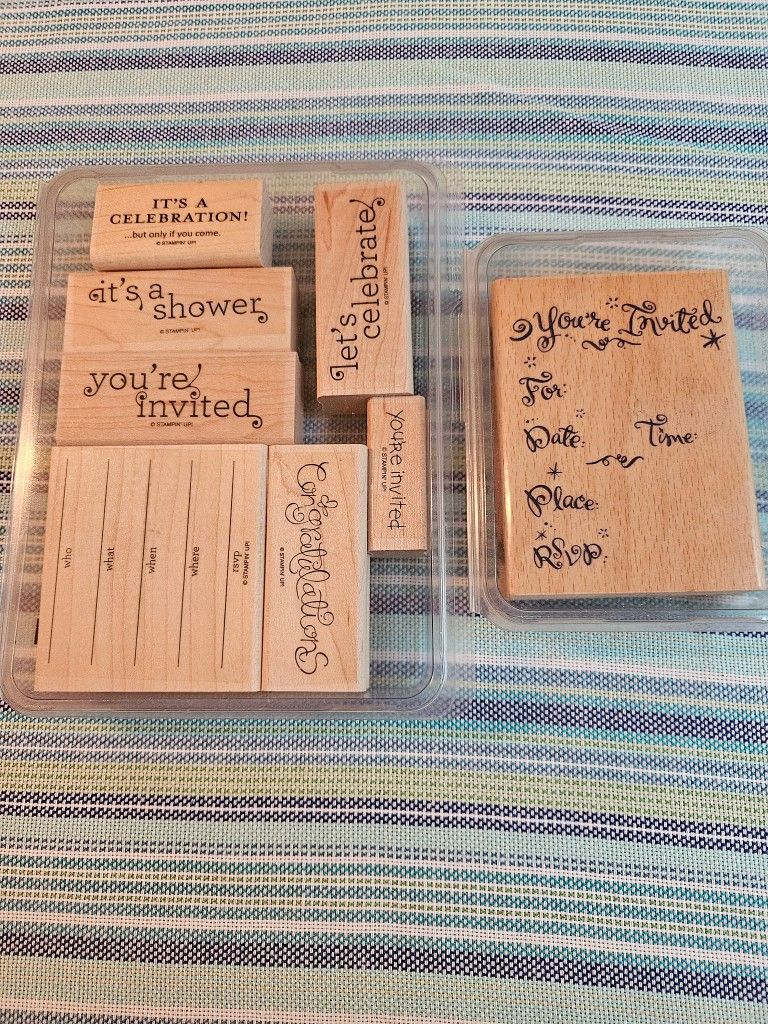 IT'S A
CELEBRATION!
...but only if you come.
© STAMPIN' UP!
it's a
shower
© STAMPIN' UP!
you're
invited
© STAMPIN' UP!
let's
celebrate
© STAMPIN' UP!
you're invited
© STAMPIN' UP!
who
what
when
where
rsvp
© STAMPIN' UP!
Congratulations
© STAMPIN' UP!
You're Invited
For:
Date: Time:
Place:
RSVP: